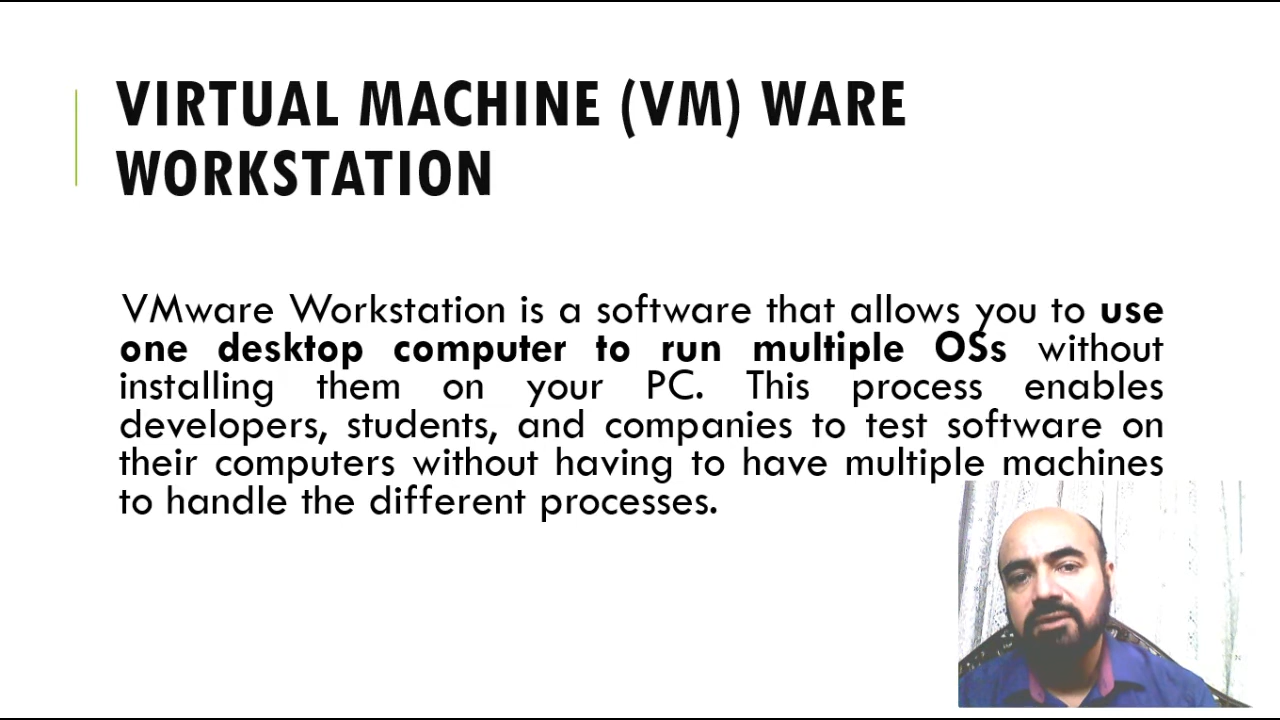 VIRTUAL MACHINE (VM) WARE
WORKSTATION
VMware Workstation is a software that allows you to use
one desktop computer to run multiple OSs without
installing them on your PC. This process enables
developers, students, and companies to test software on
their computers without having to have multiple machines
to handle the different processes.